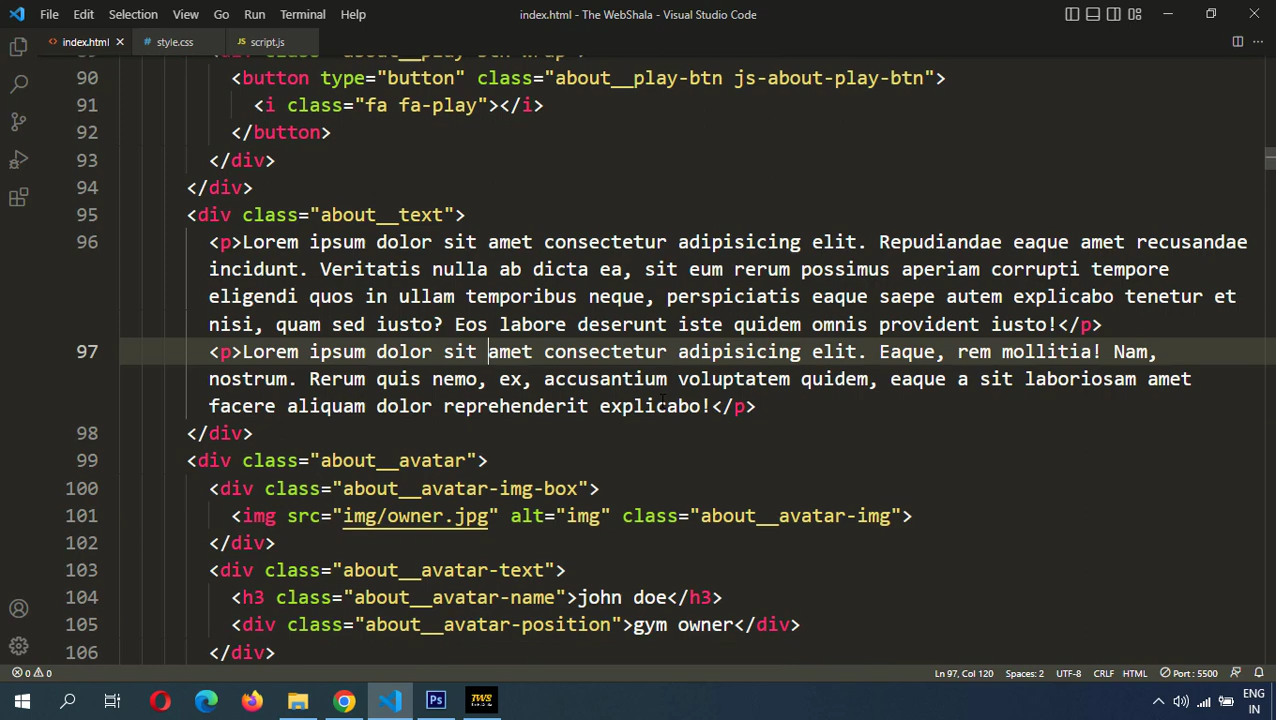 File Edit Selection View Go Run Terminal Help index.html - The WebShala - Visual Studio Code
index.html style.css JS script.js
90 <button type="button" class="about__play-btn js-about-play-btn">
91 <i class="fa fa-play"></i>
92 </button>
93 </div>
94 </div>
95 <div class="about__text">
96 <p>Lorem ipsum dolor sit amet consectetur adipisicing elit. Repudiandae eaque amet recusandae
incidunt. Veritatis nulla ab dicta ea, sit eum rerum possimus aperiam corrupti tempore
eligendi quos in ullam temporibus neque, perspiciatis eaque saepe autem explicabo tenetur et
nisi, quam sed iusto? Eos labore deserunt iste quidem omnis provident iusto!</p>
97 <p>Lorem ipsum dolor sit amet consectetur adipisicing elit. Eaque, rem mollitia! Nam,
nostrum. Rerum quis nemo, ex, accusantium voluptatem quidem, eaque a sit laboriosam amet
facere aliquam dolor reprehenderit explicabo!</p>
98 </div>
99 <div class="about__avatar">
100 <div class="about__avatar-img-box">
101 <img src="img/owner.jpg" alt="img" class="about__avatar-img">
102 </div>
103 <div class="about__avatar-text">
104 <h3 class="about__avatar-name">john doe</h3>
105 <div class="about__avatar-position">gym owner</div>
106 </div>
0 0 Ln 97, Col 120 Spaces: 2 UTF-8 CRLF HTML Port : 5500
Ps TWS ENG
IN